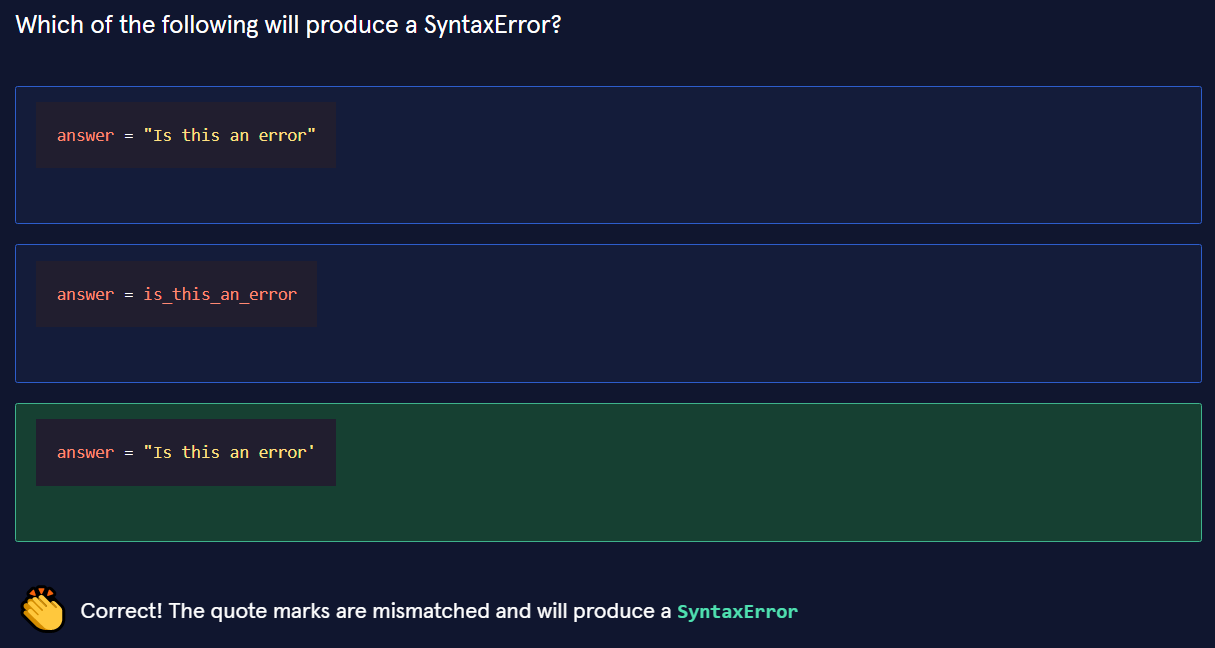 Which of the following will produce a SyntaxError?
answer = "Is this an error"
answer = is_this_an_error
answer = "Is this an error'
Correct! The quote marks are mismatched and will produce a SyntaxError